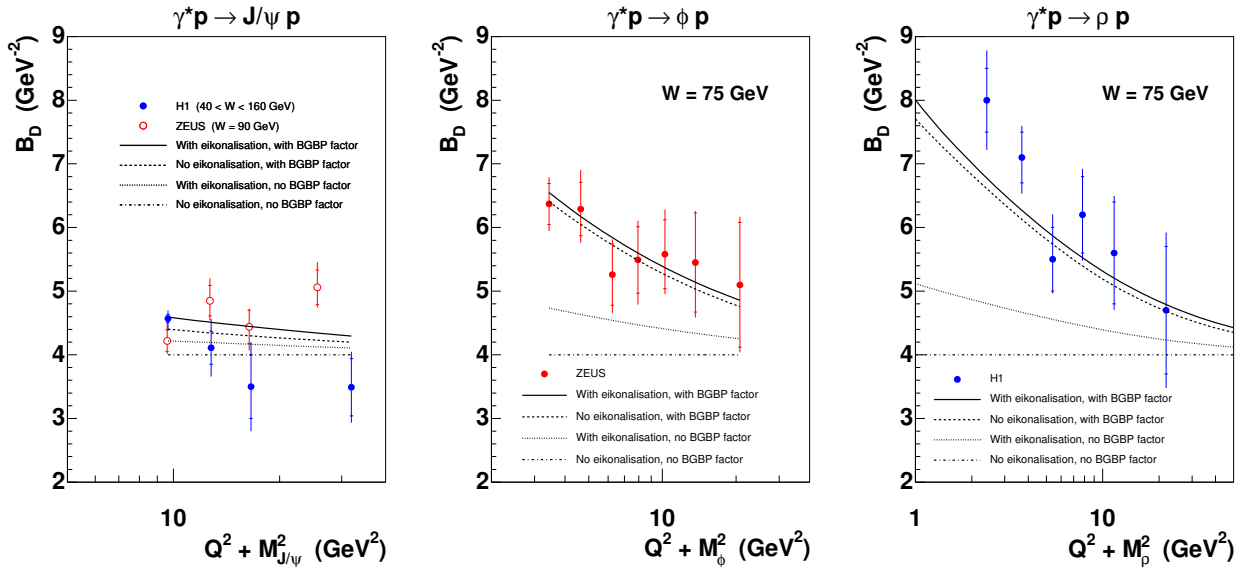 γ*p → J/ψ p
B_D (GeV^-2)
9
8
7
6
5
4
3
2
H1 (40 < W < 160 GeV)
ZEUS (W = 90 GeV)
With eikonalisation, with BGBP factor
No eikonalisation, with BGBP factor
With eikonalisation, no BGBP factor
No eikonalisation, no BGBP factor
10
Q^2 + M^2_J/ψ (GeV^2)
γ*p → φ p
B_D (GeV^-2)
9
8
7
6
5
4
3
2
W = 75 GeV
ZEUS
With eikonalisation, with BGBP factor
No eikonalisation, with BGBP factor
With eikonalisation, no BGBP factor
No eikonalisation, no BGBP factor
10
Q^2 + M^2_φ (GeV^2)
γ*p → ρ p
B_D (GeV^-2)
9
8
7
6
5
4
3
2
W = 75 GeV
H1
With eikonalisation, with BGBP factor
No eikonalisation, with BGBP factor
With eikonalisation, no BGBP factor
No eikonalisation, no BGBP factor
1
10
Q^2 + M^2_ρ (GeV^2)